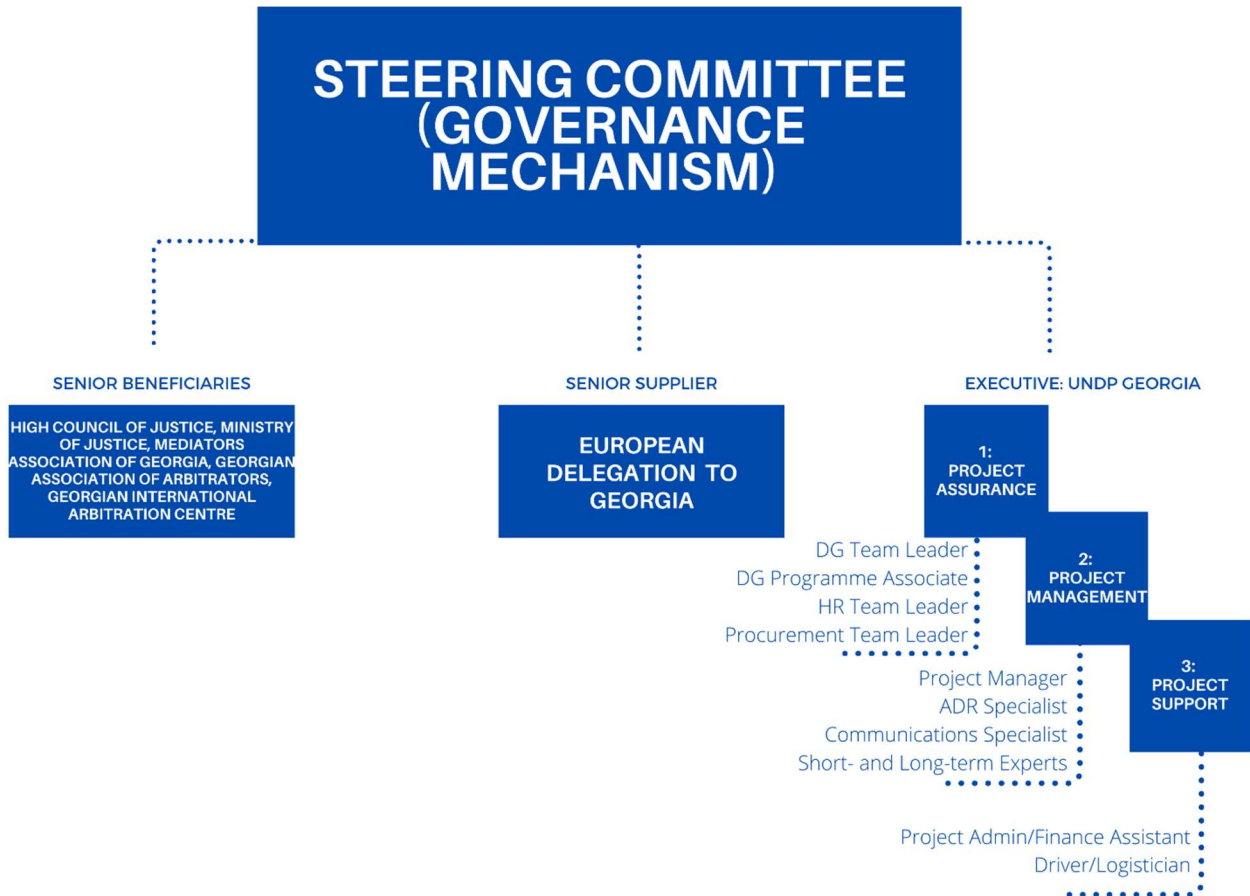 STEERING COMMITTEE
(GOVERNANCE
MECHANISM)
SENIOR BENEFICIARIES
HIGH COUNCIL OF JUSTICE, MINISTRY
OF JUSTICE, MEDIATORS
ASSOCIATION OF GEORGIA, GEORGIAN
ASSOCIATION OF ARBITRATORS,
GEORGIAN INTERNATIONAL
ARBITRATION CENTRE
SENIOR SUPPLIER
EUROPEAN
DELEGATION TO
GEORGIA
EXECUTIVE: UNDP GEORGIA
1:
PROJECT
ASSURANCE
DG Team Leader
DG Programme Associate
HR Team Leader
Procurement Team Leader
2:
PROJECT
MANAGEMENT
Project Manager
ADR Specialist
Communications Specialist
Short- and Long-term Experts
3:
PROJECT
SUPPORT
Project Admin/Finance Assistant
Driver/Logistician